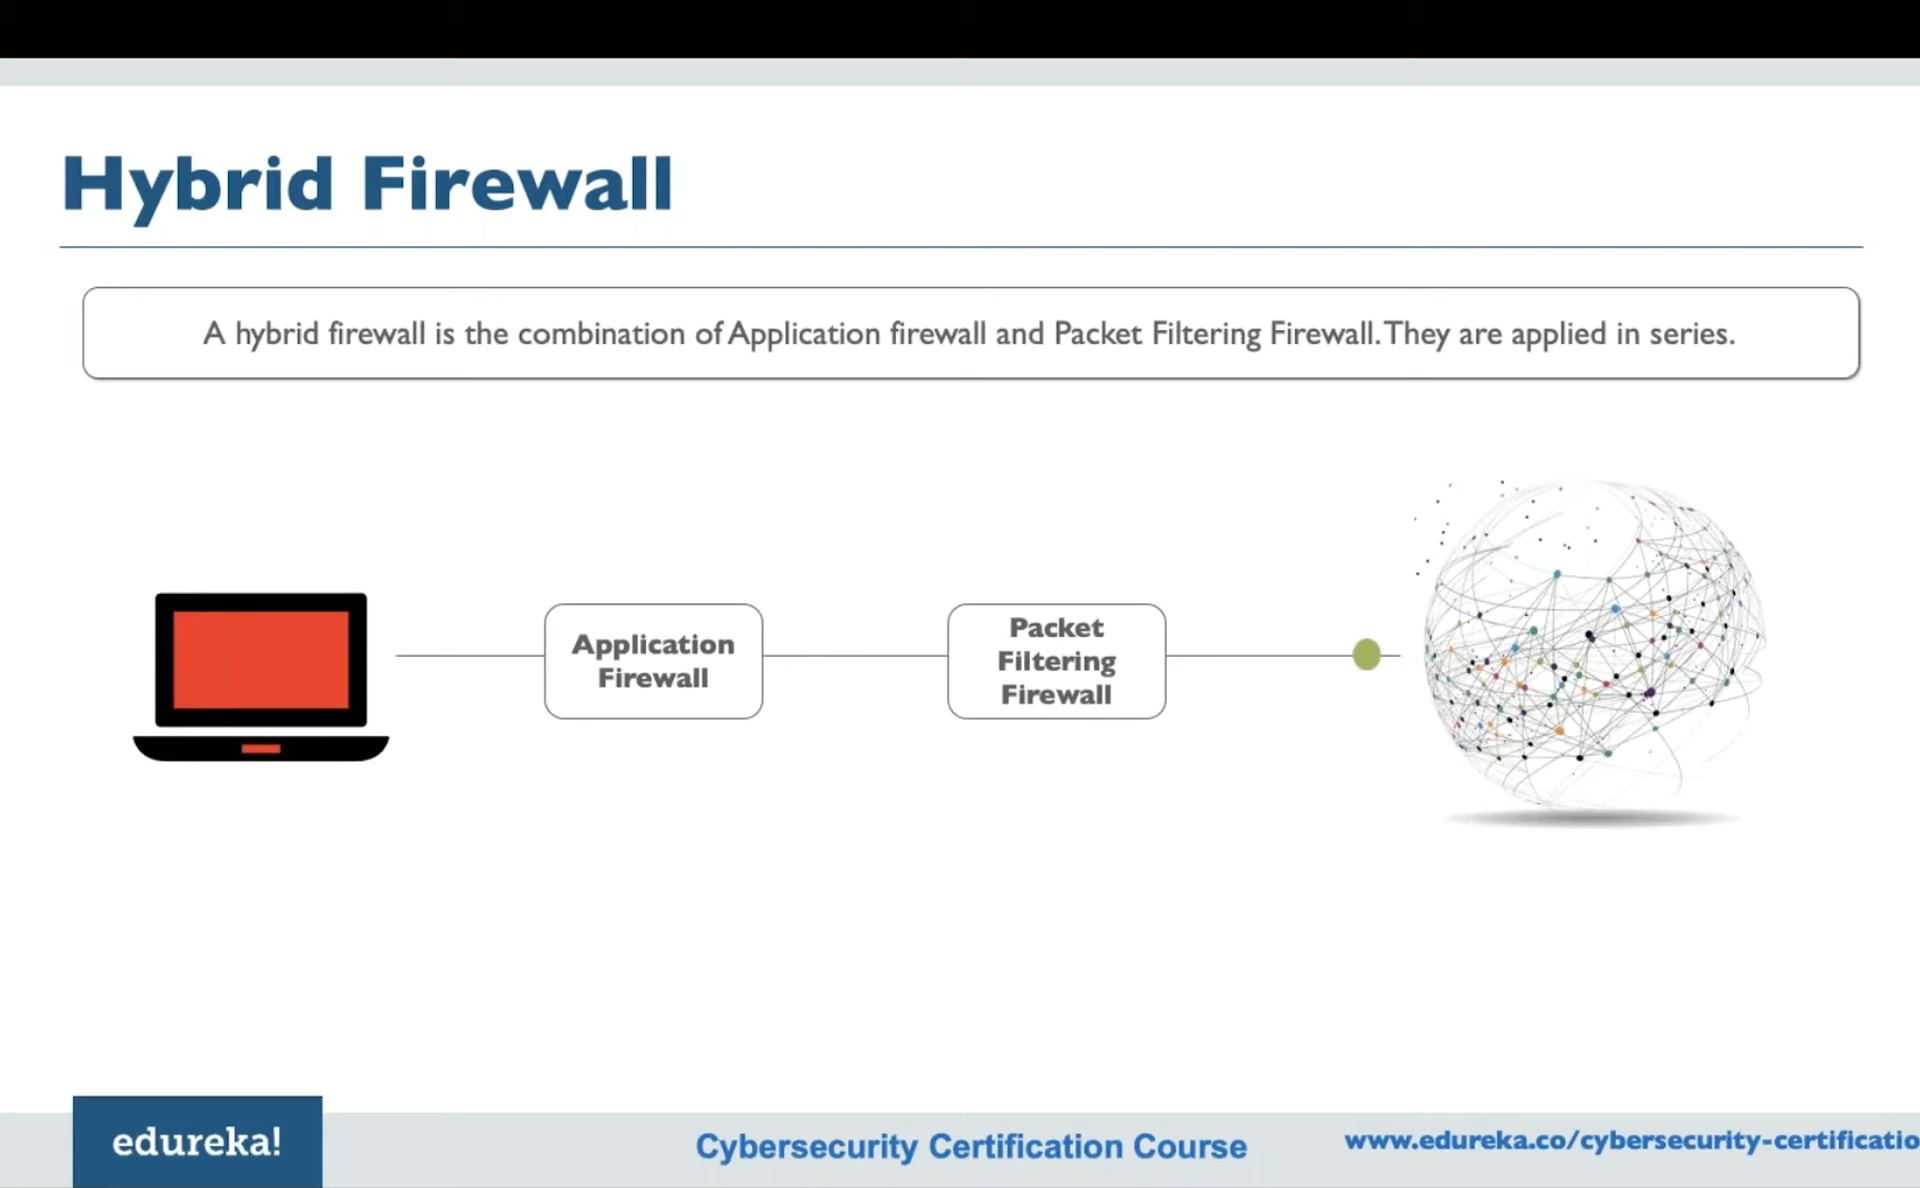 Hybrid Firewall
A hybrid firewall is the combination of Application firewall and Packet Filtering Firewall. They are applied in series.
Application
Firewall
Packet
Filtering
Firewall
edureka!
Cybersecurity Certification Course
www.edureka.co/cybersecurity-certificatio